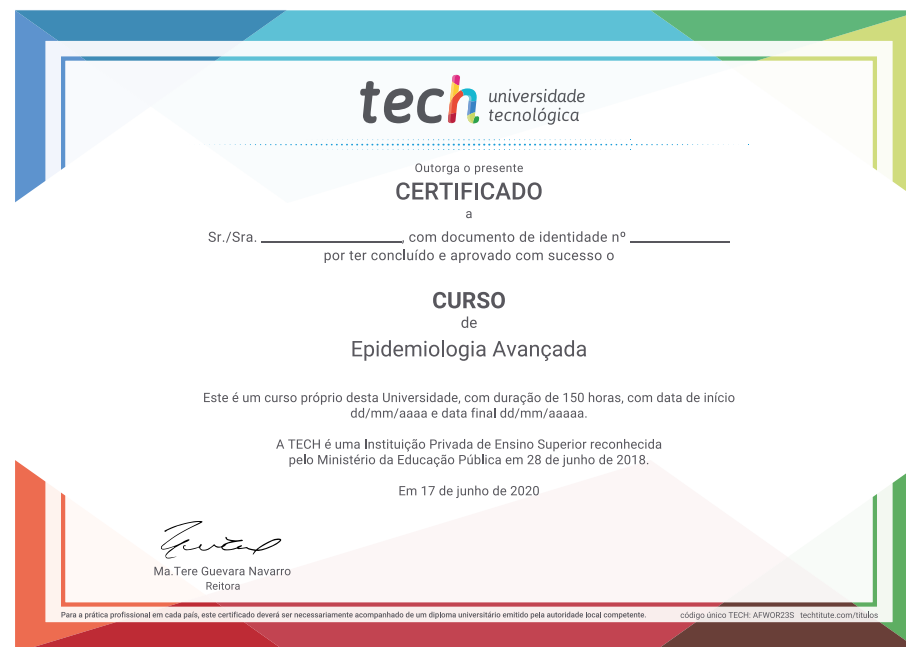 tech universidade
tecnológica
Outorga o presente
CERTIFICADO
a
Sr./Sra. ____________________, com documento de identidade nº ______________
por ter concluído e aprovado com sucesso o
CURSO
de
Epidemiologia Avançada
Este é um curso próprio desta Universidade, com duração de 150 horas, com data de início
dd/mm/aaaa e data final dd/mm/aaaaa.
A TECH é uma Instituição Privada de Ensino Superior reconhecida
pelo Ministério da Educação Pública em 28 de junho de 2018.
Em 17 de junho de 2020
Ma.Tere Guevara Navarro
Reitora
Para a prática profissional em cada país, este certificado deverá ser necessariamente acompanhado de um diploma universitário emitido pela autoridade local competente. código único TECH: AFWOR23S techtitute.com/titulos